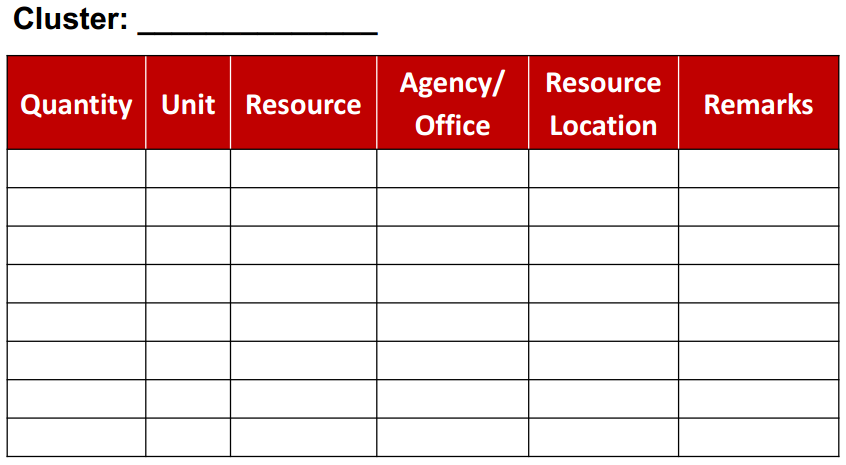 Cluster: _______________
Quantity Unit Resource Agency/ Office Resource Location Remarks